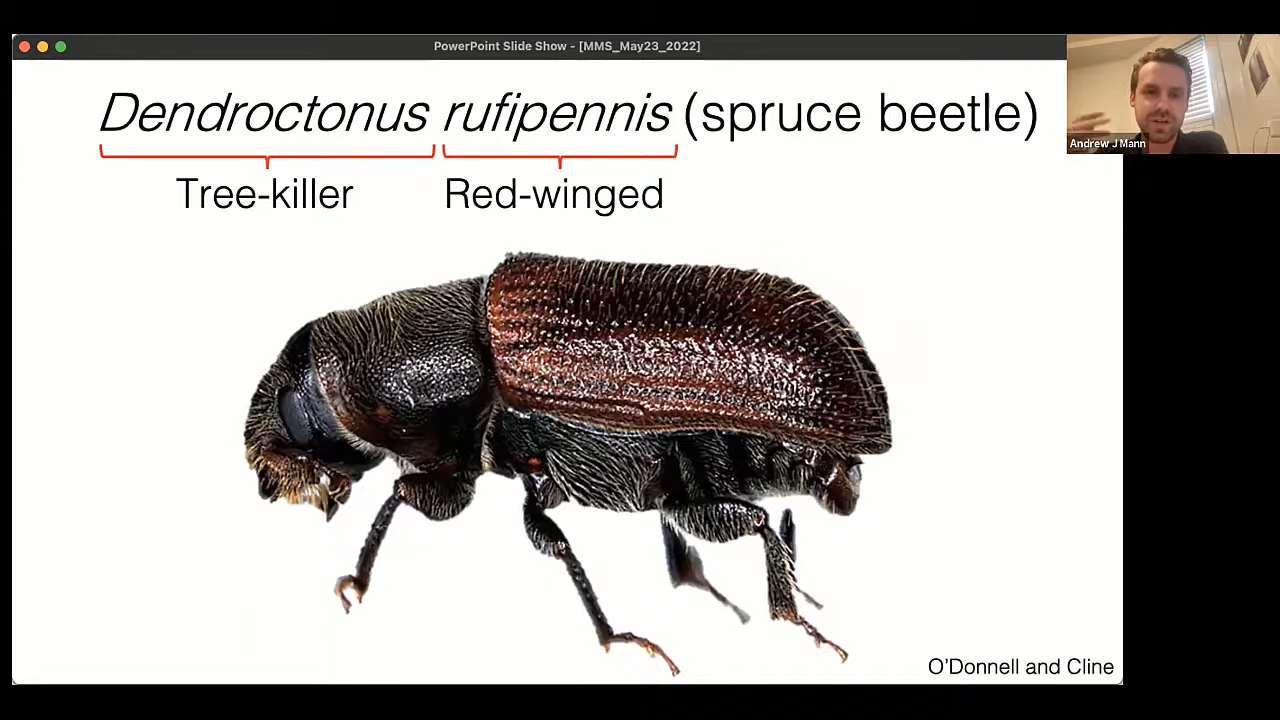 PowerPoint Slide Show - [MMS_May23_2022]
Dendroctonus rufipennis (spruce beetle)
Tree-killer Red-winged
Andrew J Mann
O'Donnell and Cline